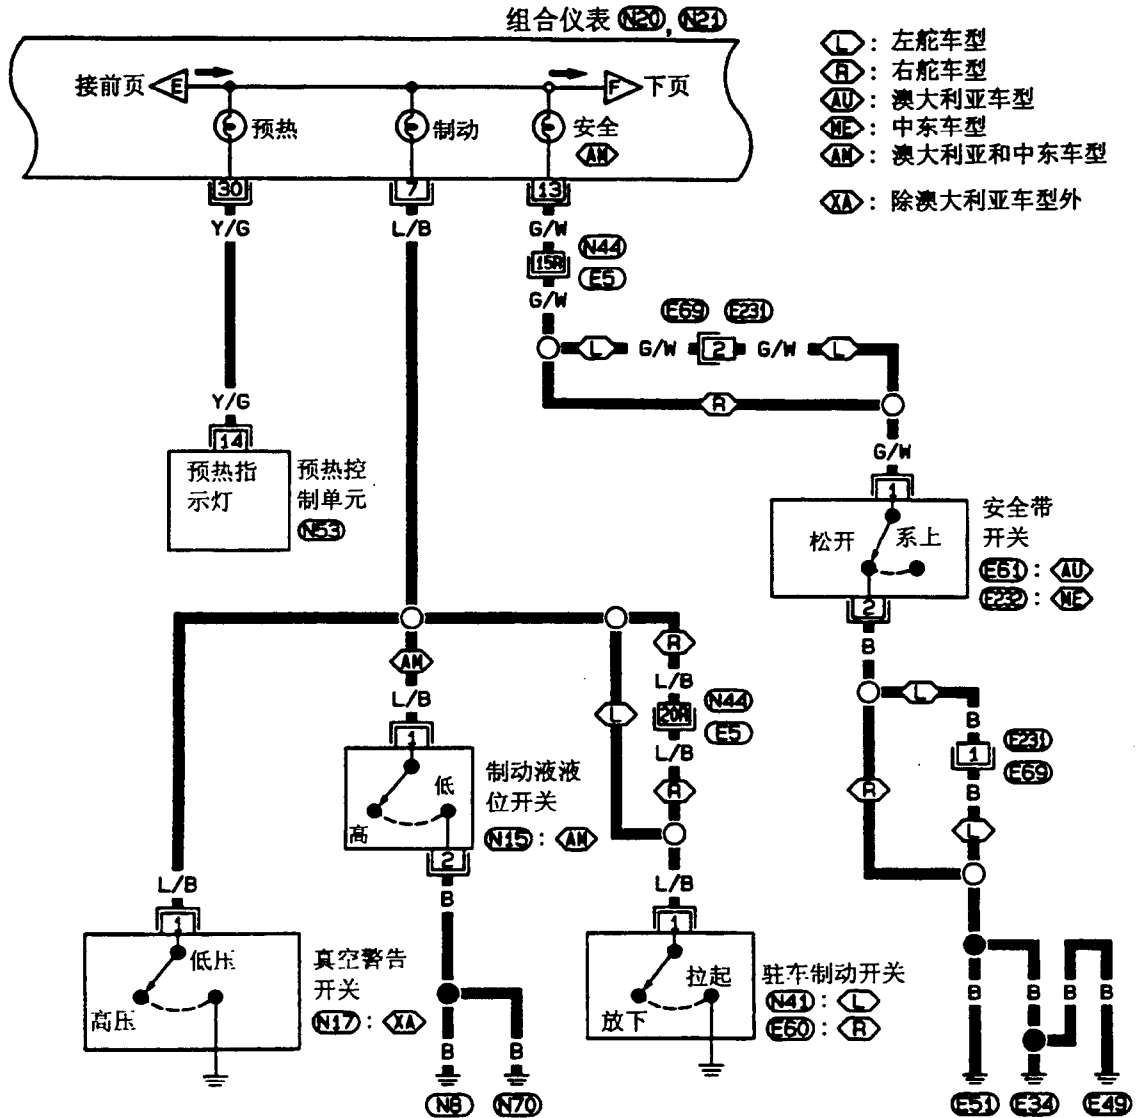 组合仪表 N20, N21
L : 左舵车型
R : 右舵车型
AU : 澳大利亚车型
ME : 中东车型
AM : 澳大利亚和中东车型
XA : 除澳大利亚车型外
接前页 E
F 下页
预热
制动
安全
AM
30
7
13
Y/G
L/B
G/W
15R
N44
E5
G/W
E69 E231
L G/W 2 G/W L
R
Y/G
14
预热指
示灯
预热控
制单元
N53
G/W
1
松开 系上
安全带
开关
E61 : AU
E232 : ME
2
B
AM
L/B
1
低
高
制动液液
位开关
N15 : AM
2
B
R
L/B
L
20R
N44
E5
L/B
R
L/B
1
拉起
放下
驻车制动开关
N41 : L
E60 : R
L
B
1
E231
E69
R
B
L
L/B
1
低压
高压
真空警告
开关
N17 : XA
B B
N8 N70
B B B B
E51 E34 E49